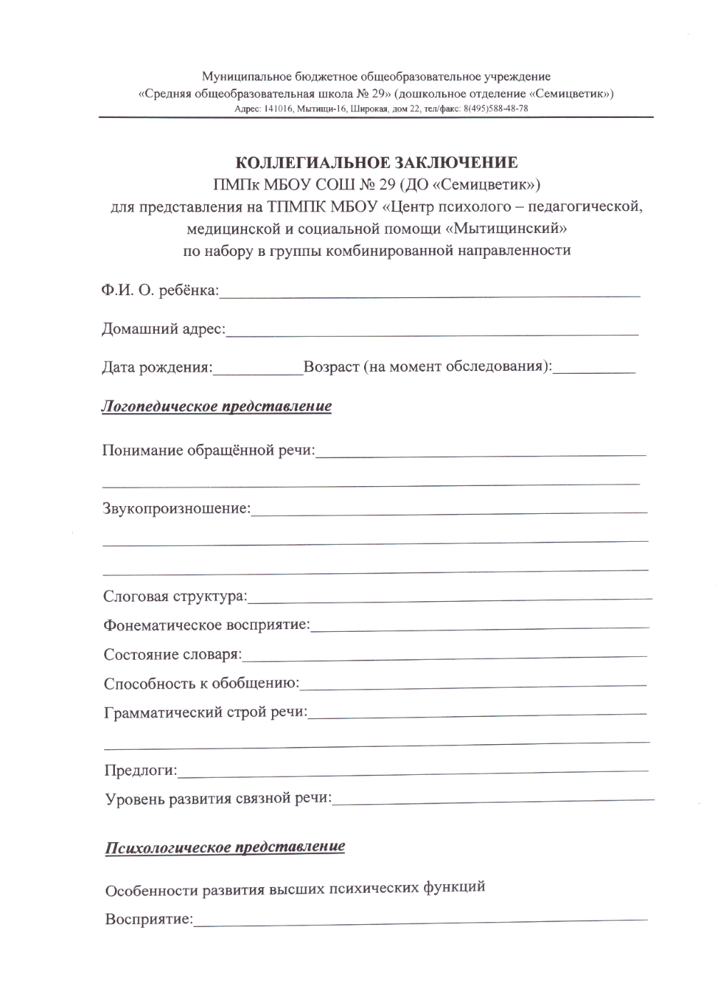 Муниципальное бюджетное общеобразовательное учреждение
«Средняя общеобразовательная школа № 29» (дошкольное отделение «Семицветик»)
Адрес: 141016, Мытищи-16, Широкая, дом 22, тел/факс: 8(495)588-48-78
КОЛЛЕГИАЛЬНОЕ ЗАКЛЮЧЕНИЕ
ПМПк МБОУ СОШ № 29 (ДО «Семицветик»)
для представления на ТПМПК МБОУ «Центр психолого – педагогической,
медицинской и социальной помощи «Мытищинский»
по набору в группы комбинированной направленности
Ф.И. О. ребёнка:
Домашний адрес:
Дата рождения:___________Возраст (на момент обследования):
Логопедическое представление
Понимание обращённой речи:
Звукопроизношение:
Слоговая структура:
Фонематическое восприятие:
Состояние словаря:
Способность к обобщению:
Грамматический строй речи:
Предлоги:
Уровень развития связной речи:
Психологическое представление
Особенности развития высших психических функций
Восприятие: